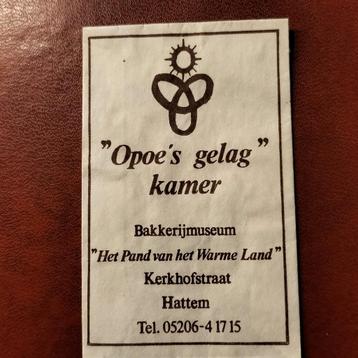 "Opoe's gelag"
kamer
Bakkerijmuseum
"Het Pand van het Warme Land"
Kerkhofstraat
Hattem
Tel. 05206-4 17 15